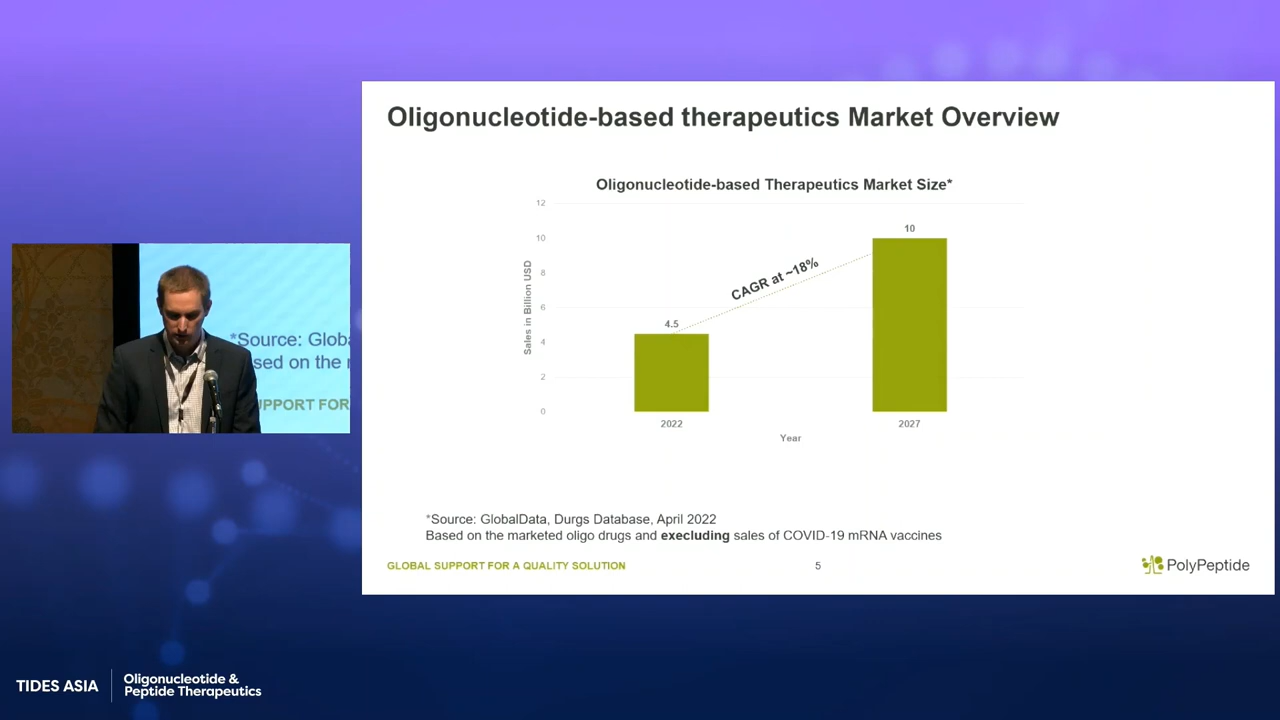 Oligonucleotide-based therapeutics Market Overview
Oligonucleotide-based Therapeutics Market Size*
12
10
8
6
4
2
0
Sales in Billion USD
4.5
CAGR at ~18%
10
2022
2027
Year
*Source: GlobalData, Durgs Database, April 2022
Based on the marketed oligo drugs and execluding sales of COVID-19 mRNA vaccines
GLOBAL SUPPORT FOR A QUALITY SOLUTION
5
PolyPeptide
*Source: Globa
sed on the
UPPORT FOR
TIDES ASIA
Oligonucleotide &
Peptide Therapeutics